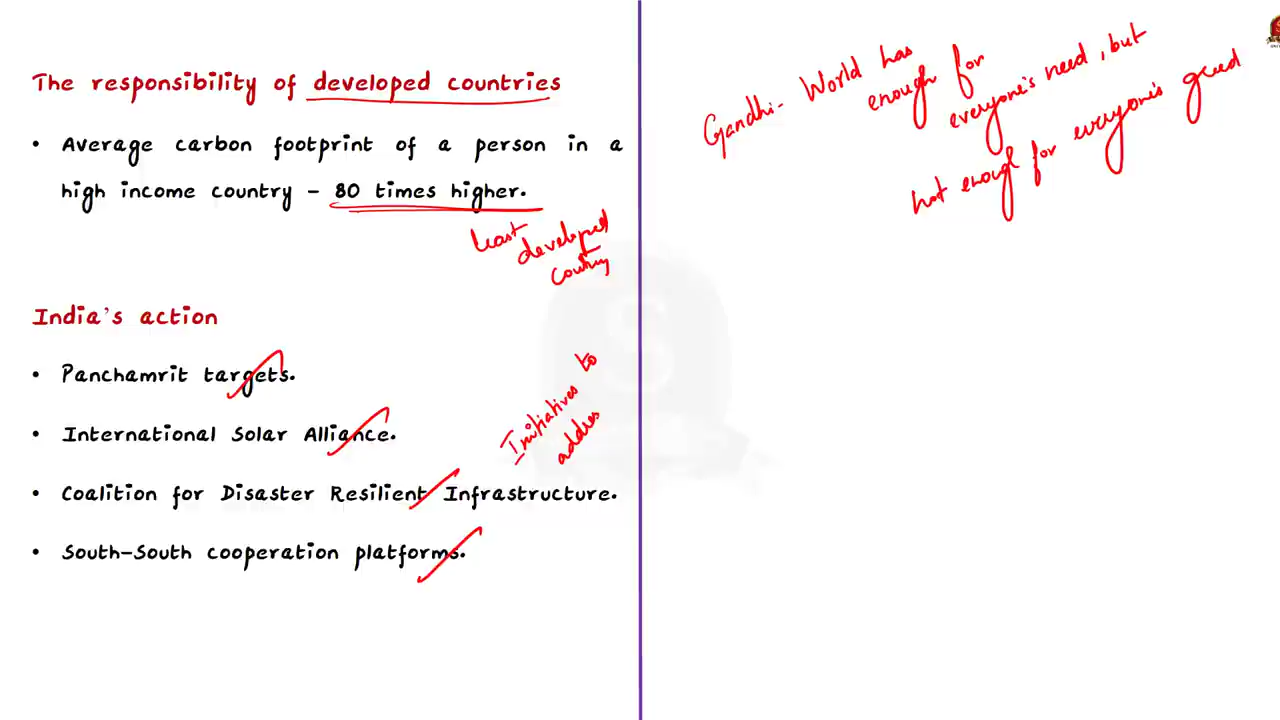 The responsibility of developed countries
• Average carbon footprint of a person in a
high income country - 80 times higher.
least
developed
country
India's action
• Panchamrit targets.
• International Solar Alliance.
• Coalition for Disaster Resilient Infrastructure.
• South-South cooperation platforms.
Initiatives to
addres
Gandhi- World has
enough for
everyone's need, but
not enough for everyone's greed